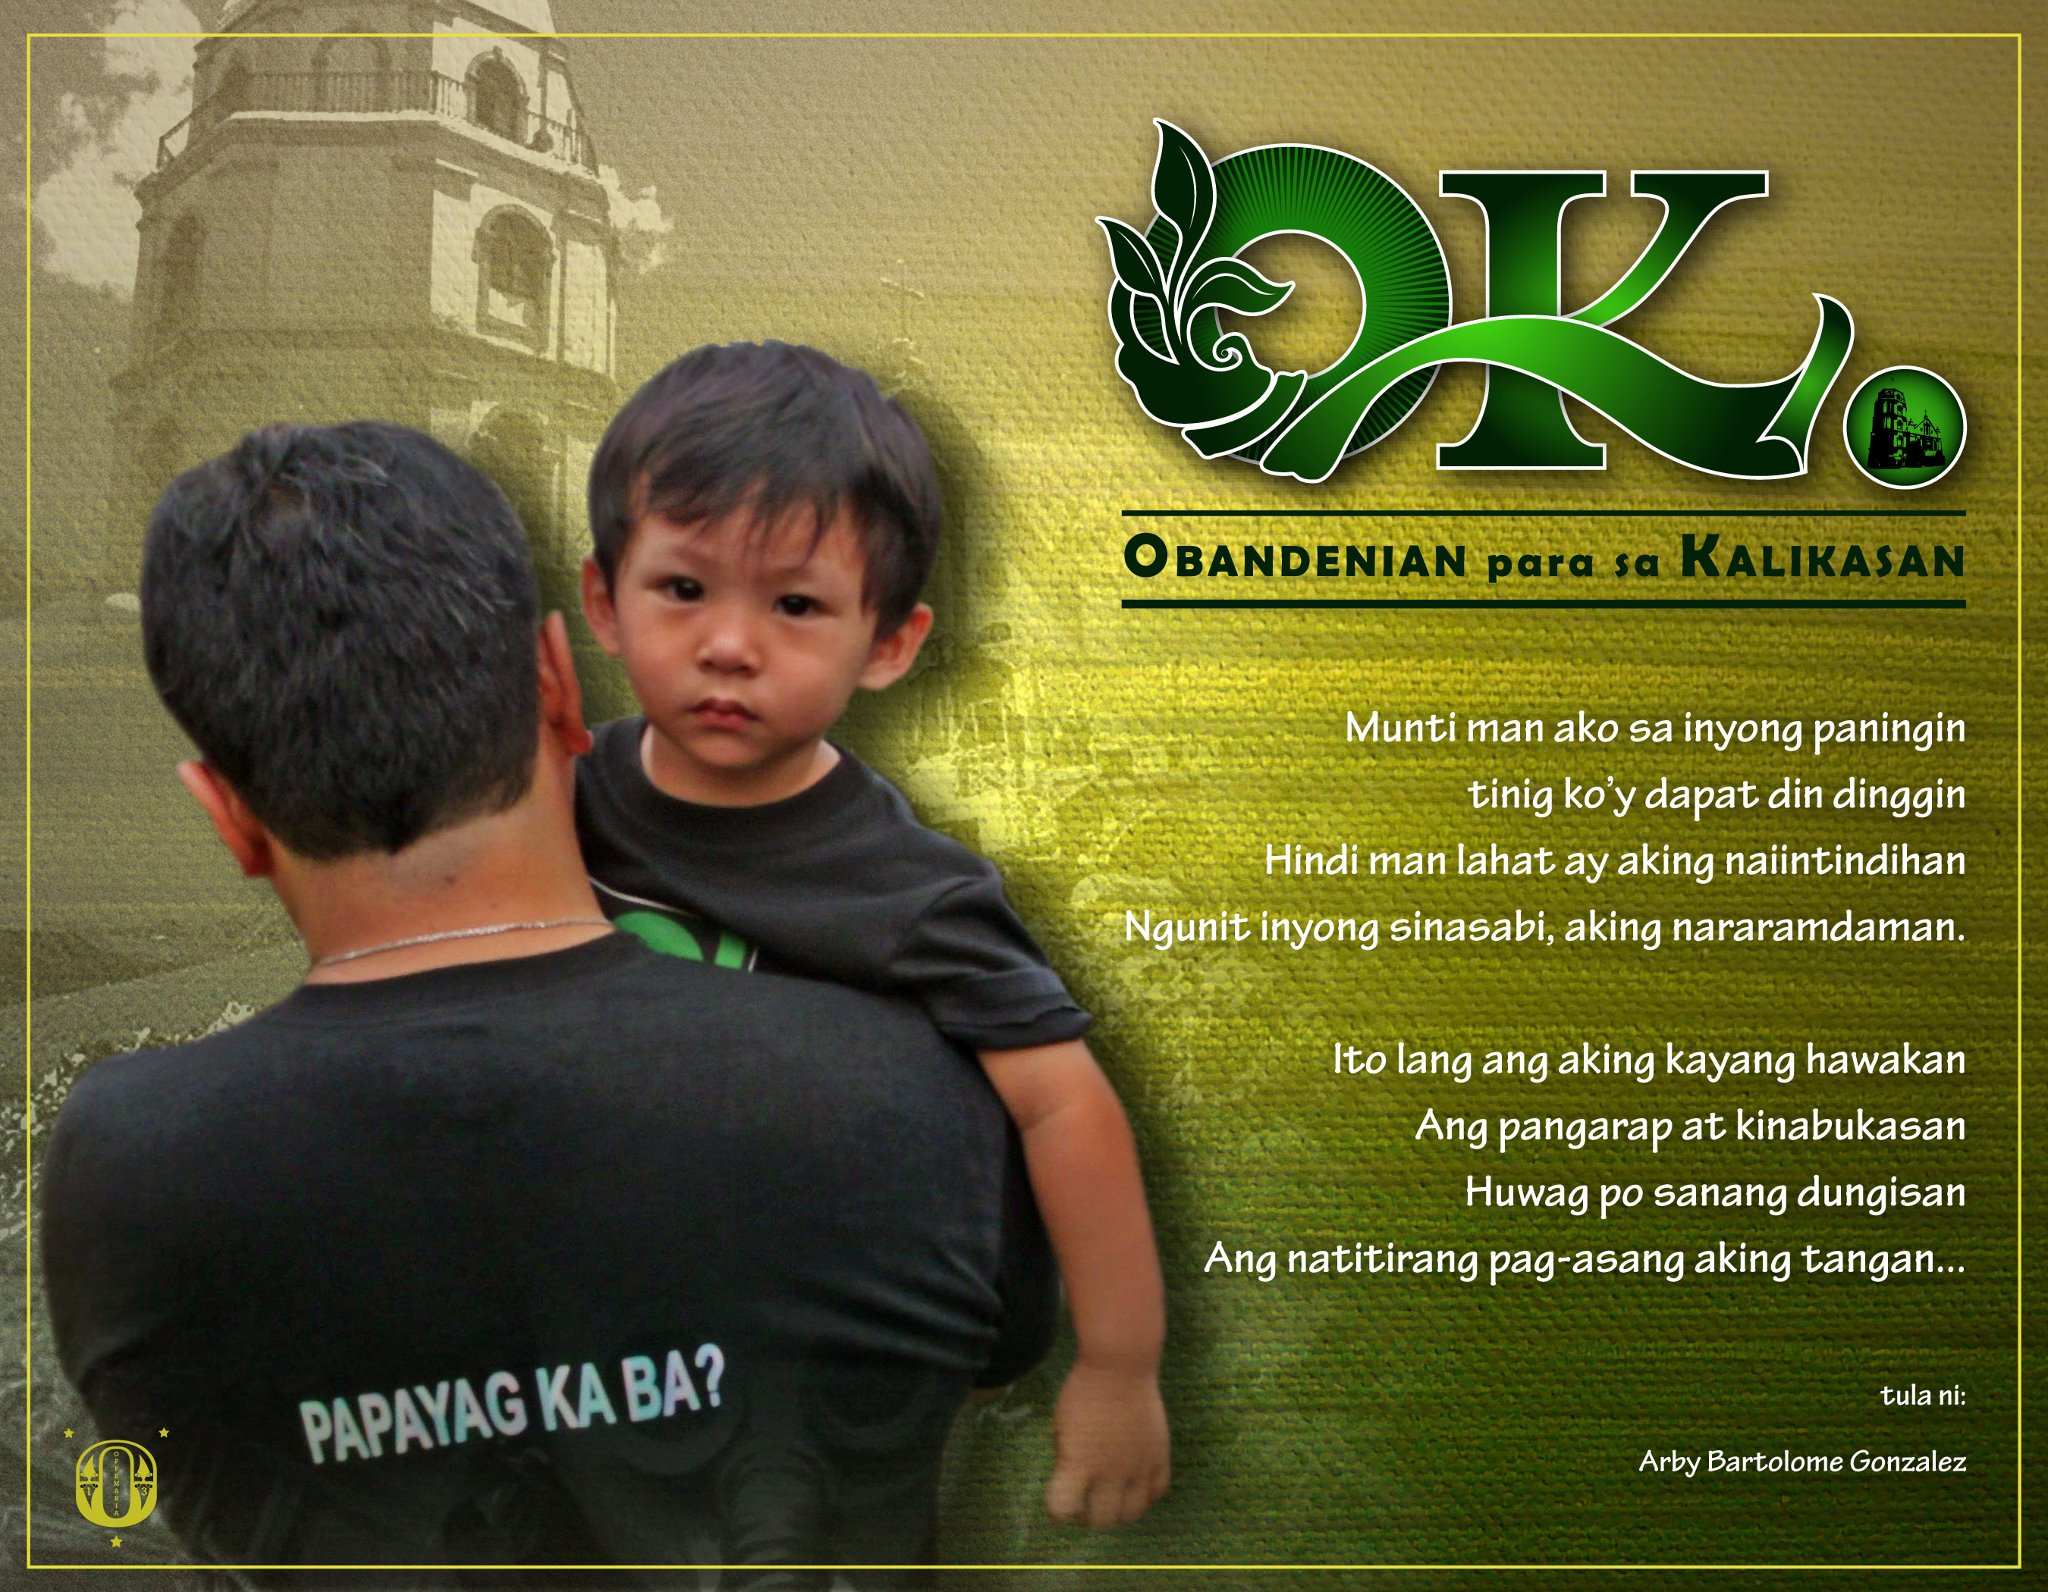 OK.
OBANDENIAN para sa KALIKASAN
Munti man ako sa inyong paningin
tinig ko'y dapat din dinggin
Hindi man lahat ay aking naiintindihan
Ngunit inyong sinasabi, aking nararamdaman.
Ito lang ang aking kayang hawakan
Ang pangarap at kinabukasan
Huwag po sanang dungisan
Ang natitirang pag-asang aking tangan...
tula ni:
Arby Bartolome Gonzalez
PAPAYAG KA BA?
OFFEMARIA
13